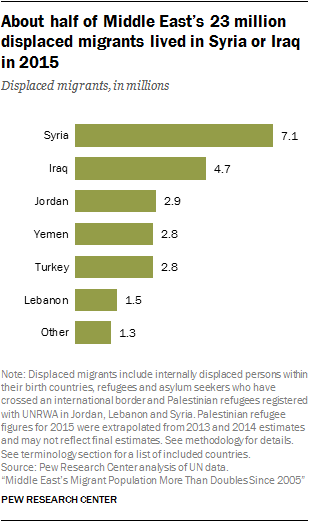 About half of Middle East's 23 million
displaced migrants lived in Syria or Iraq
in 2015
Displaced migrants, in millions
Syria 7.1
Iraq 4.7
Jordan 2.9
Yemen 2.8
Turkey 2.8
Lebanon 1.5
Other 1.3
Note: Displaced migrants include internally displaced persons within
their birth countries, refugees and asylum seekers who have
crossed an international border and Palestinian refugees registered
with UNRWA in Jordan, Lebanon and Syria. Palestinian refugee
figures for 2015 were extrapolated from 2013 and 2014 estimates
and may not reflect final estimates. See methodology for details.
See terminology section for a list of included countries.
Source: Pew Research Center analysis of UN data.
"Middle East's Migrant Population More Than Doubles Since 2005"
PEW RESEARCH CENTER